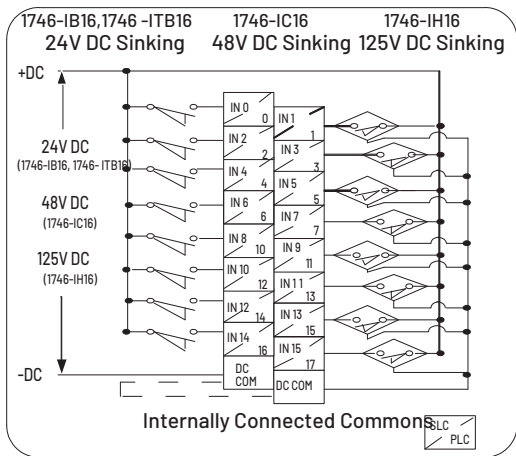 1746-IB16,1746 -ITB16 1746-IC16 1746-IH16
24V DC Sinking 48V DC Sinking 125V DC Sinking
+DC
IN 0
0
IN 1
1
IN 2
2
IN 3
3
24V DC
(1746-IB16, 1746- ITB16)
IN 4
4
IN 5
5
48V DC
(1746-IC16)
IN 6
6
IN 7
7
IN 8
10
IN 9
11
125V DC
(1746-IH16)
IN 10
12
IN 11
13
IN 12
14
IN 13
15
IN 14
16
IN 15
17
-DC
DC
COM
DC COM
Internally Connected Commons
SLC
PLC